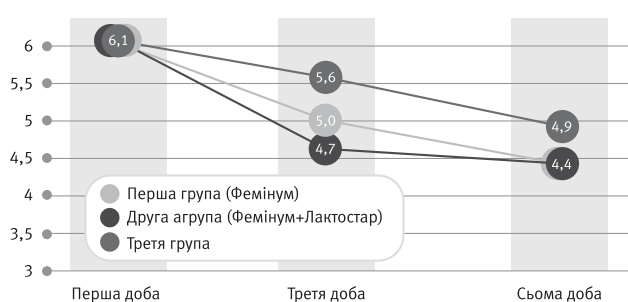 6
5,5
5
4,5
4
3,5
3
6,1
5,6
5,0
4,7
4,9
4,4
Перша група (Фемінум)
Друга агрупа (Фемінум+Лактостар)
Третя група
Перша доба
Третя доба
Сьома доба